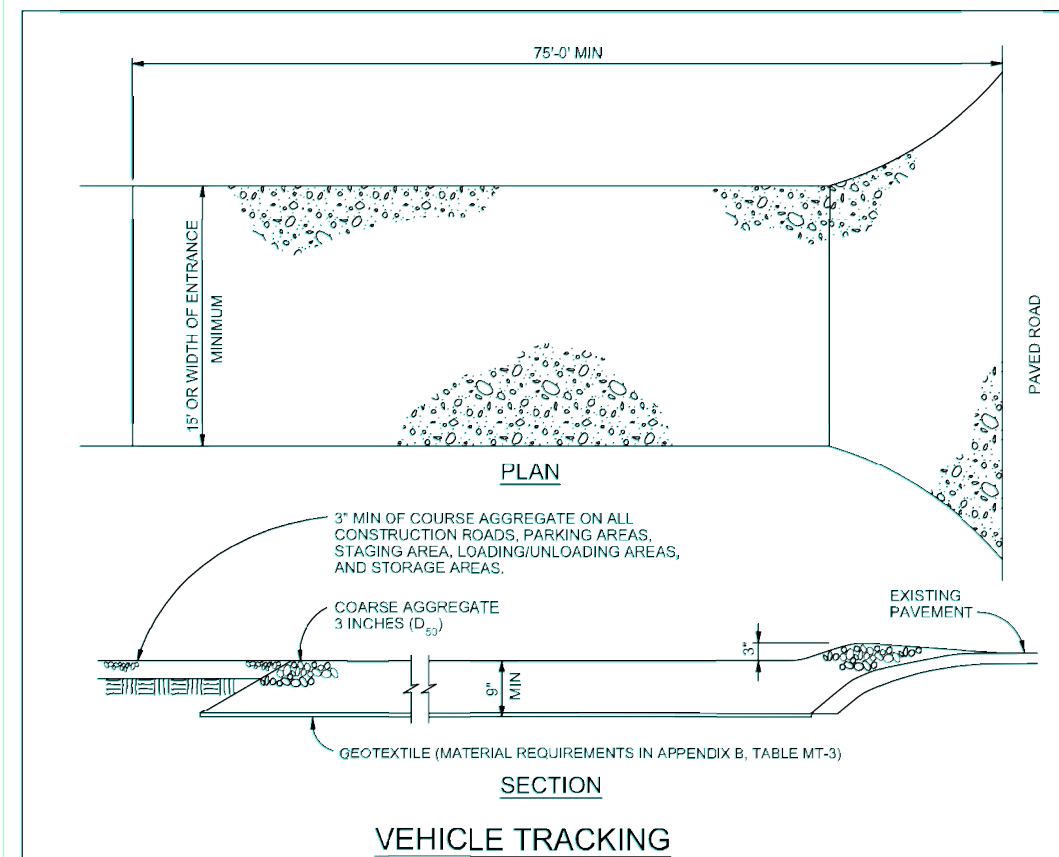 75'-0' MIN
15' OR WIDTH OF ENTRANCE
MINIMUM
PAVED ROAD
PLAN
3" MIN OF COURSE AGGREGATE ON ALL
CONSTRUCTION ROADS, PARKING AREAS,
STAGING AREA, LOADING/UNLOADING AREAS,
AND STORAGE AREAS.
COARSE AGGREGATE
3 INCHES (D50)
EXISTING
PAVEMENT
3"
9"
MIN
GEOTEXTILE (MATERIAL REQUIREMENTS IN APPENDIX B, TABLE MT-3)
SECTION
VEHICLE TRACKING